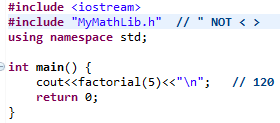 #include <iostream>
#include "MyMathLib.h"  // " NOT < >
using namespace std;
int main() {
    cout<<factorial(5)<<"\n";   // 120
    return 0;
}